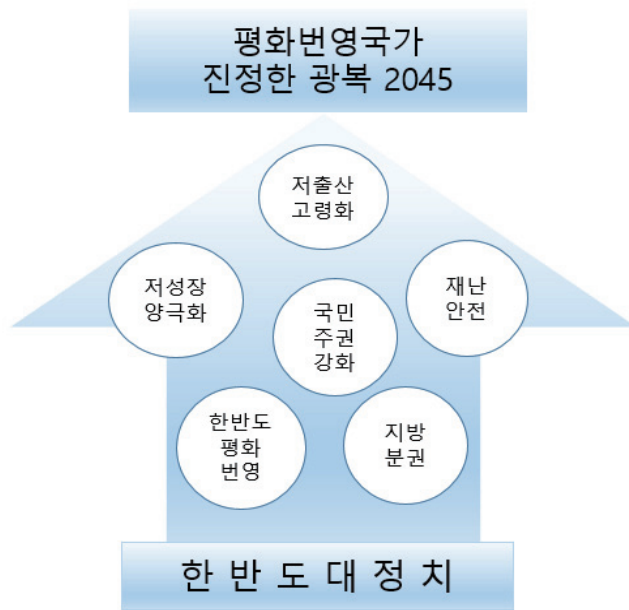 평화번영국가
진정한 광복 2045
저출산
고령화
저성장
양극화
재난
안전
국민
주권
강화
한반도
평화
번영
지방
분권
한 반 도 대 정 치